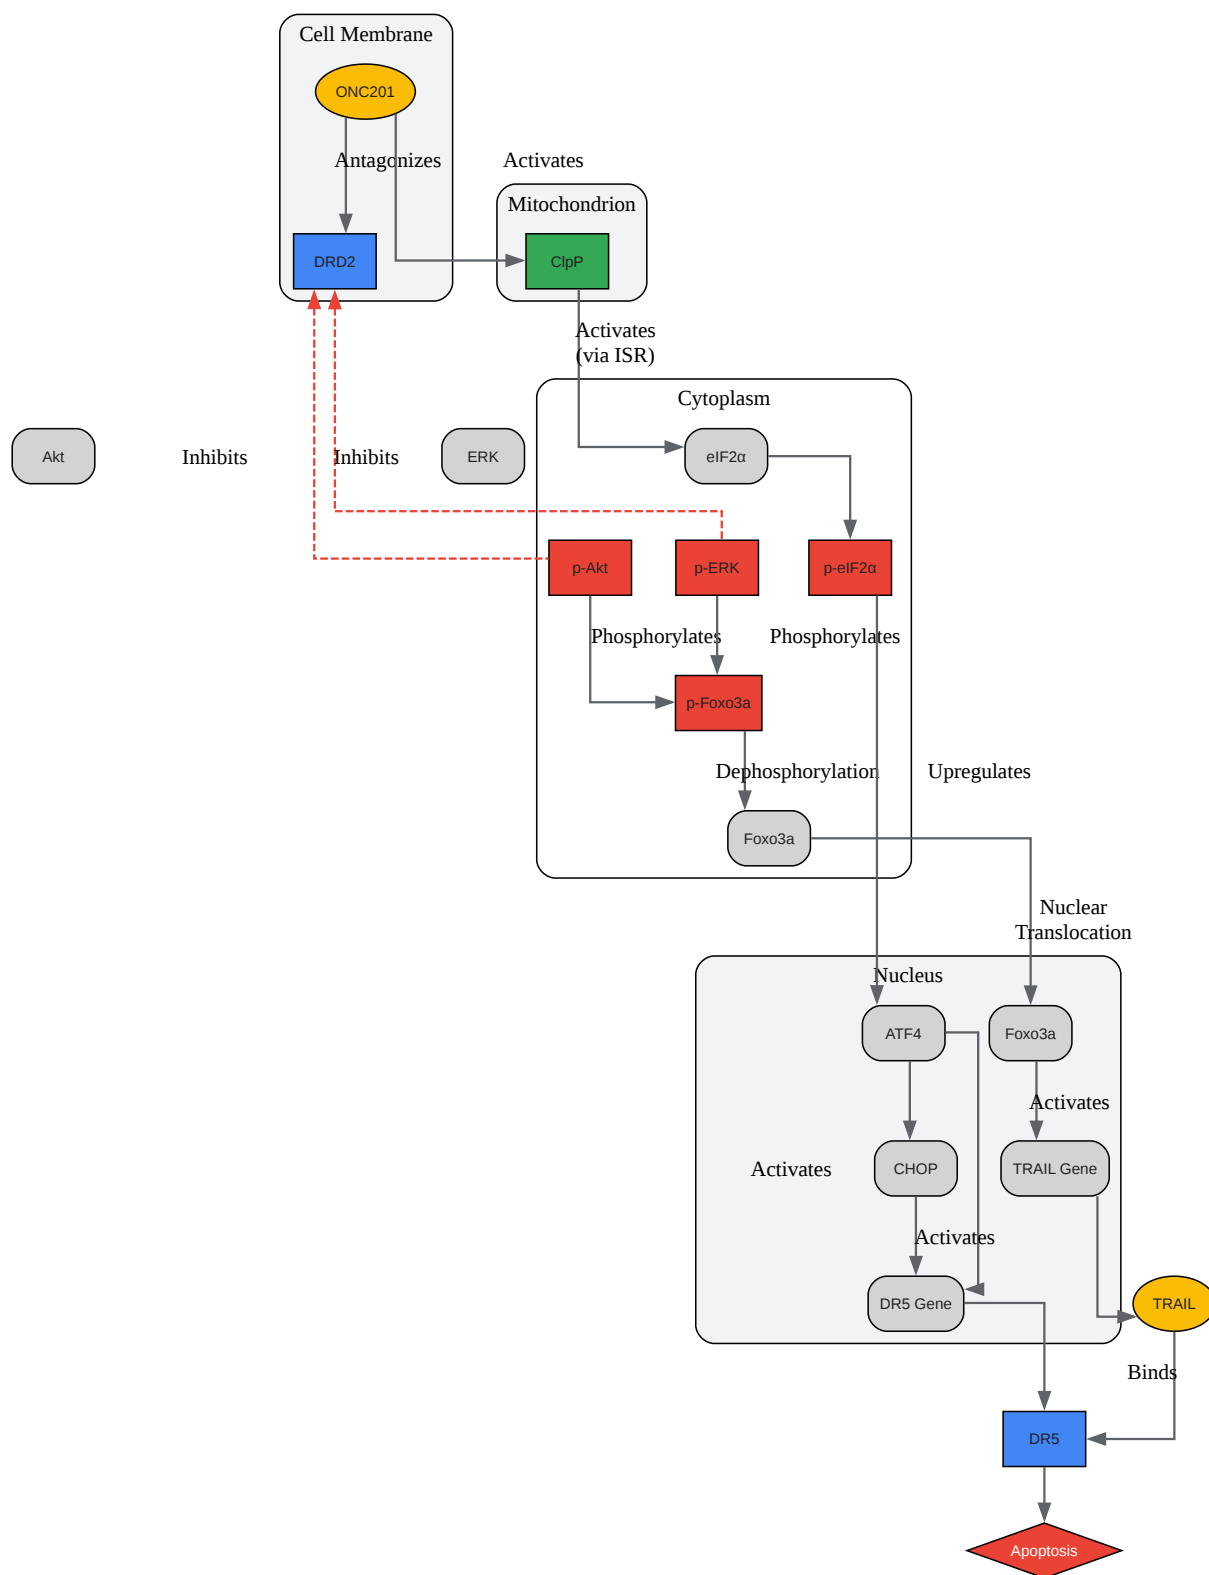 Cell Membrane
ONC201
Antagonizes
Activates
Mitochondrion
DRD2
ClpP
Activates
(via ISR)
Cytoplasm
Akt
Inhibits
Inhibits
ERK
eIF2α
p-Akt
p-ERK
p-eIF2α
Phosphorylates
Phosphorylates
p-Foxo3a
Dephosphorylation
Upregulates
Foxo3a
Nuclear
Translocation
Nucleus
ATF4
Foxo3a
Activates
Activates
CHOP
TRAIL Gene
Activates
DR5 Gene
TRAIL
Binds
DR5
Apoptosis